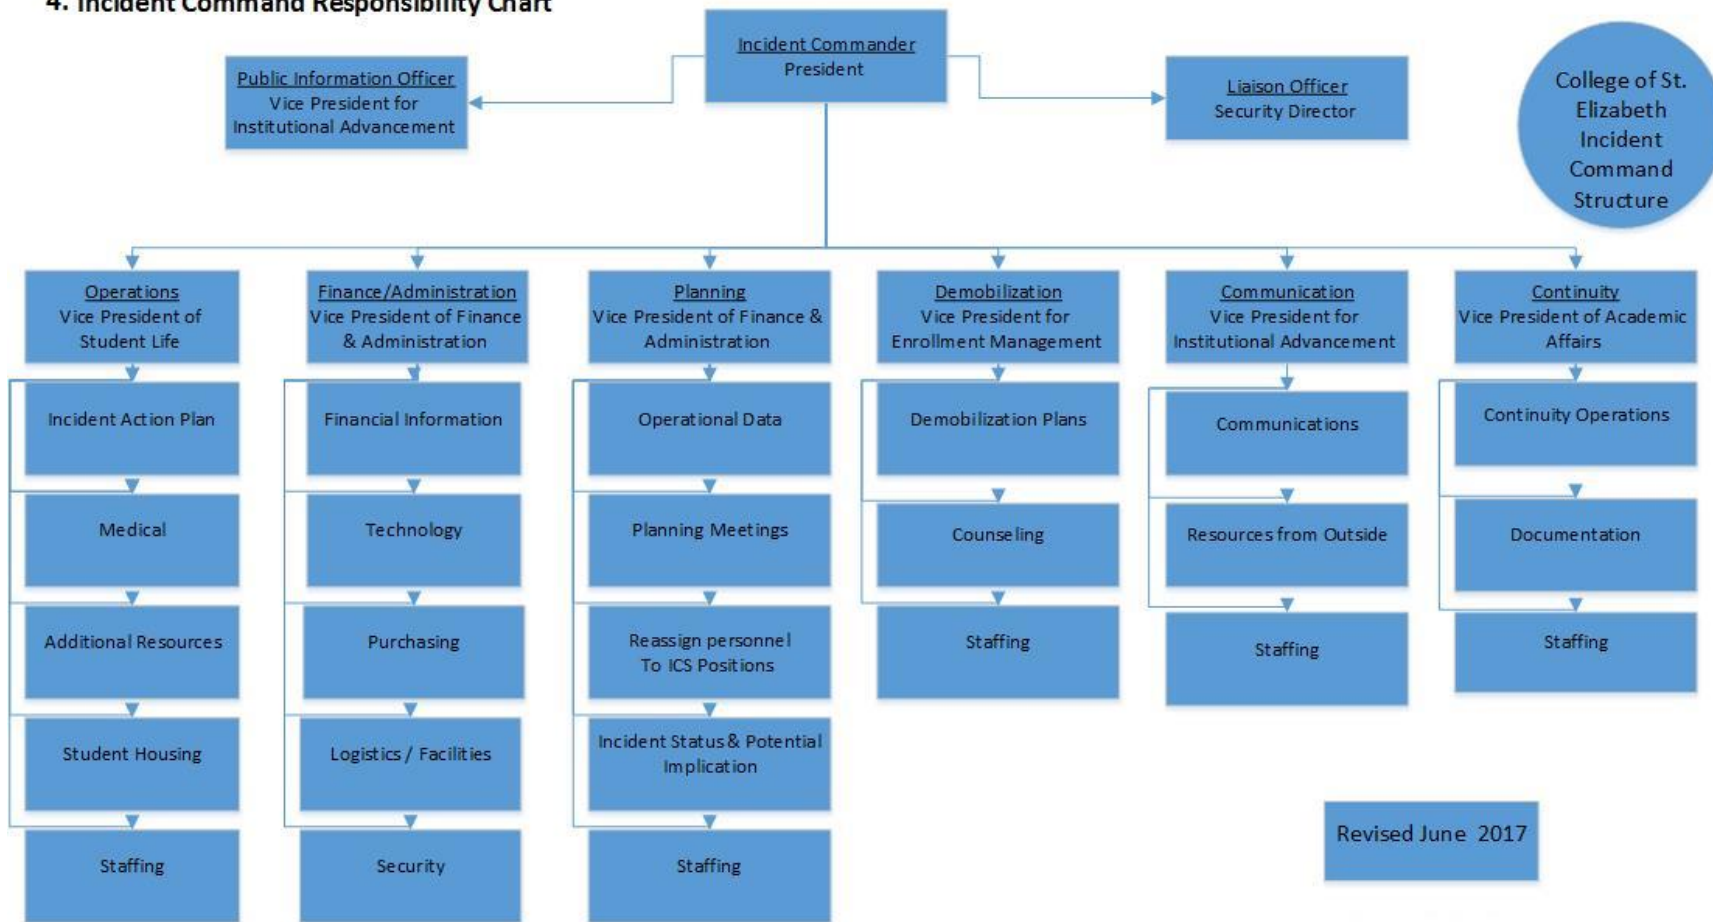 4. Incident Command Responsibility Chart
Incident Commander
President
Public Information Officer
Vice President for
Institutional Advancement
Liaison Officer
Security Director
College of St.
Elizabeth
Incident
Command
Structure
Operations
Vice President of
Student Life
Finance/Administration
Vice President of Finance
& Administration
Planning
Vice President of Finance &
Administration
Demobilization
Vice President for
Enrollment Management
Communication
Vice President for
Institutional Advancement
Continuity
Vice President of Academic
Affairs
Incident Action Plan
Financial Information
Operational Data
Demobilization Plans
Communications
Continuity Operations
Medical
Technology
Planning Meetings
Counseling
Resources from Outside
Documentation
Additional Resources
Purchasing
Reassign personnel
To ICS Positions
Staffing
Staffing
Staffing
Student Housing
Logistics / Facilities
Incident Status & Potential
Implication
Staffing
Security
Staffing
Revised June 2017